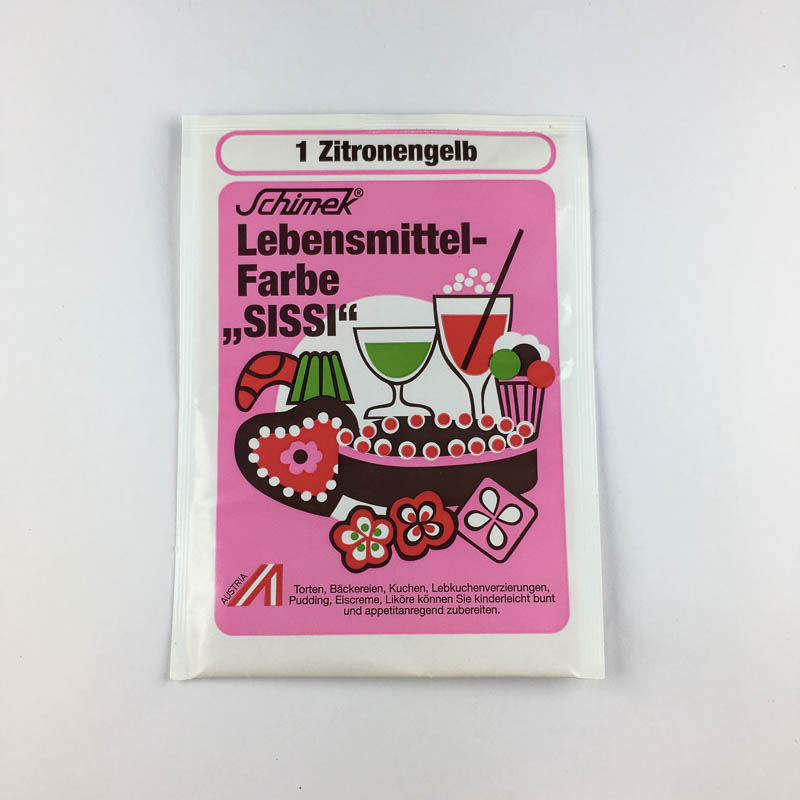 1 Zitronengelb
Schimek®
Lebensmittel-
Farbe
„SISSI“
AUSTRIA
Torten, Bäckereien, Kuchen, Lebkuchenverzierungen,
Pudding, Eiscreme, Liköre können Sie kinderleicht bunt
und appetitanregend zubereiten.